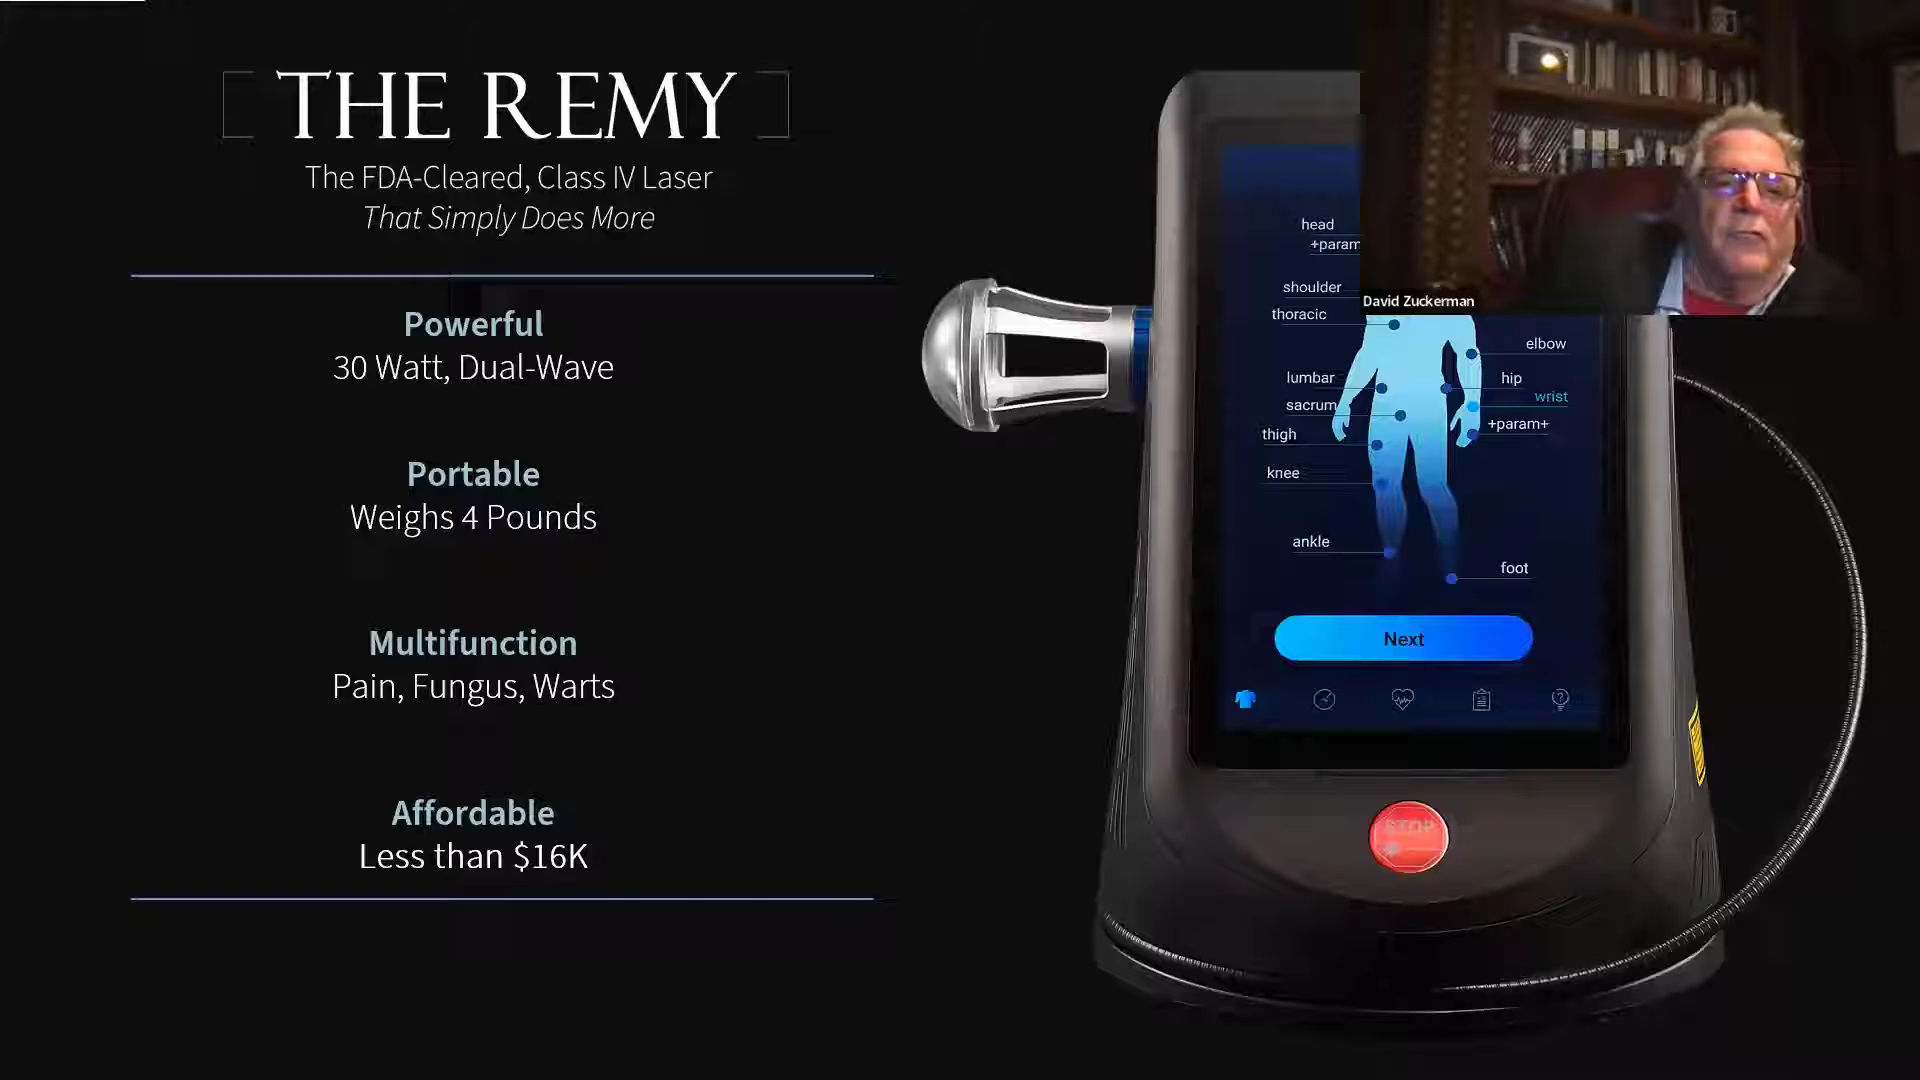 THE REMY
The FDA-Cleared, Class IV Laser
That Simply Does More
Powerful
30 Watt, Dual-Wave
Portable
Weighs 4 Pounds
Multifunction
Pain, Fungus, Warts
Affordable
Less than $16K
head
+param
shoulder
thoracic
David Zuckerman
elbow
lumbar
hip
wrist
sacrum
+param+
thigh
knee
ankle
foot
Next
STOP